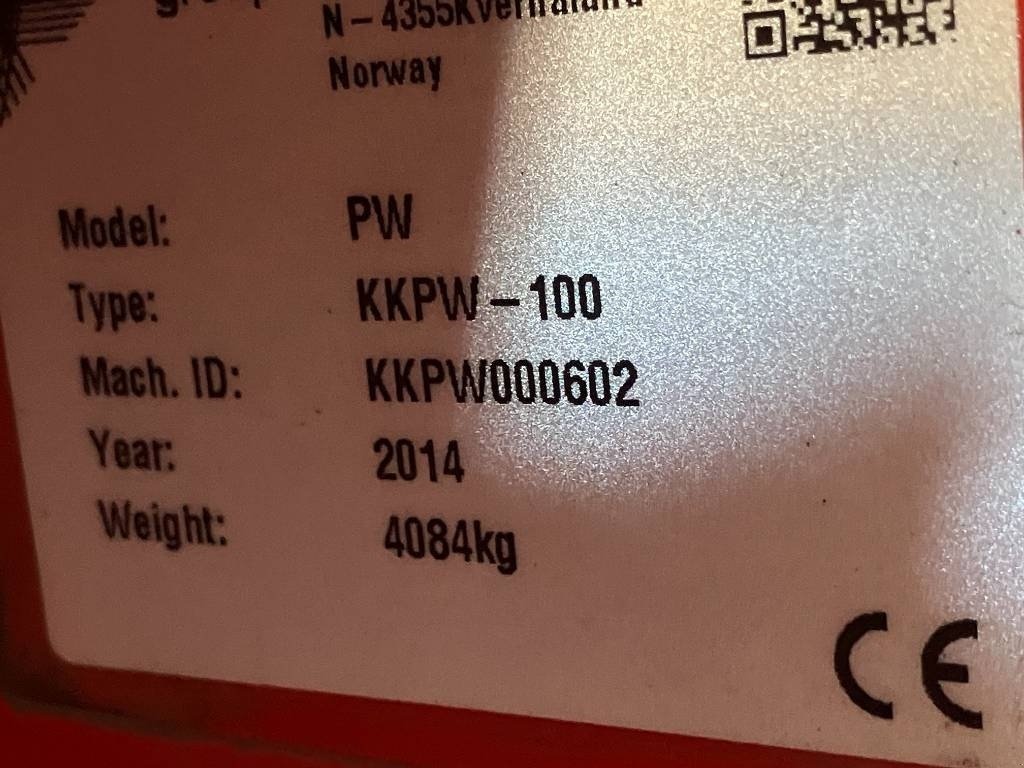 N-4355Kvernaland
Norway
Model: PW
Type: KKPW-100
Mach. ID: KKPW000602
Year: 2014
Weight: 4084kg
CE